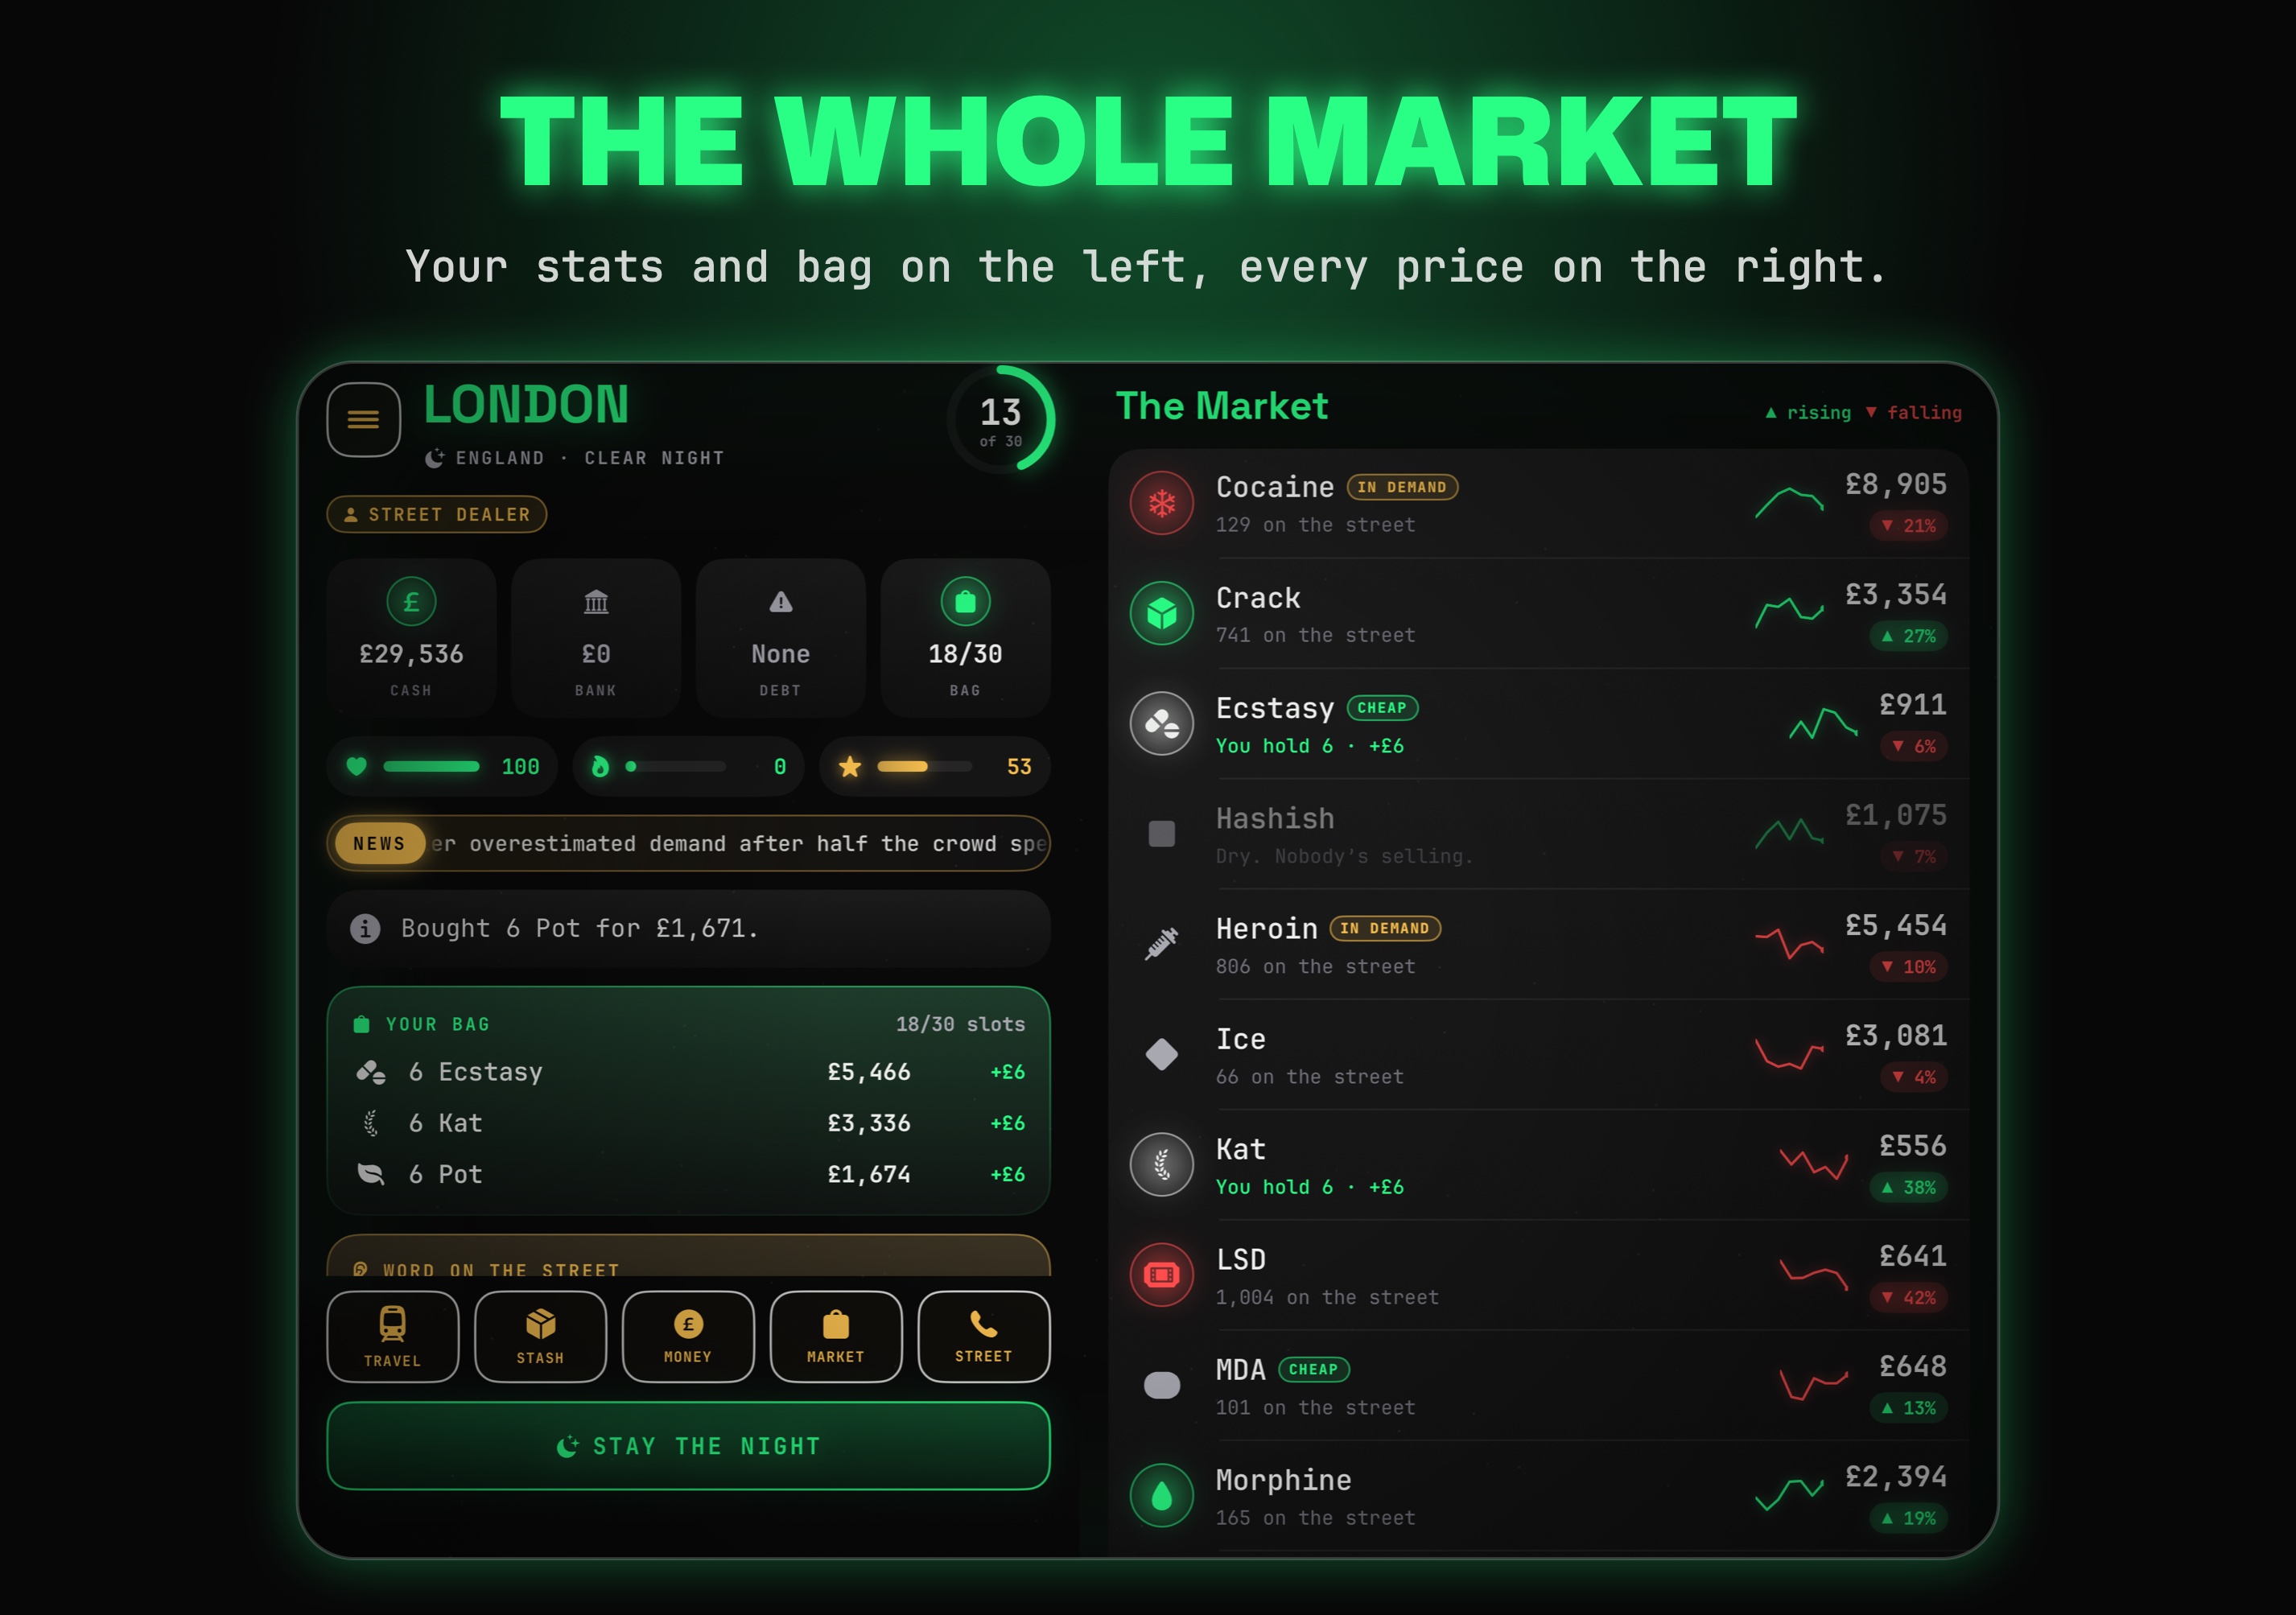 THE WHOLE MARKET
Your stats and bag on the left, every price on the right.
LONDON
ENGLAND · CLEAR NIGHT
13
of 30
STREET DEALER
£
£29,536
CASH
£0
BANK
None
DEBT
18/30
BAG
100
0
53
NEWS er overestimated demand after half the crowd spe
Bought 6 Pot for £1,671.
YOUR BAG 18/30 slots
6 Ecstasy £5,466 +£6
6 Kat £3,336 +£6
6 Pot £1,674 +£6
WORD ON THE STREET
TRAVEL
STASH
£
MONEY
MARKET
STREET
STAY THE NIGHT
The Market ▲ rising ▼ falling
Cocaine IN DEMAND £8,905
129 on the street ▼ 21%
Crack £3,354
741 on the street ▲ 27%
Ecstasy CHEAP £911
You hold 6 · +£6 ▼ 6%
Hashish £1,075
Dry. Nobody’s selling. ▼ 7%
Heroin IN DEMAND £5,454
806 on the street ▼ 10%
Ice £3,081
66 on the street ▼ 4%
Kat £556
You hold 6 · +£6 ▲ 38%
LSD £641
1,004 on the street ▼ 42%
MDA CHEAP £648
101 on the street ▲ 13%
Morphine £2,394
165 on the street ▲ 19%